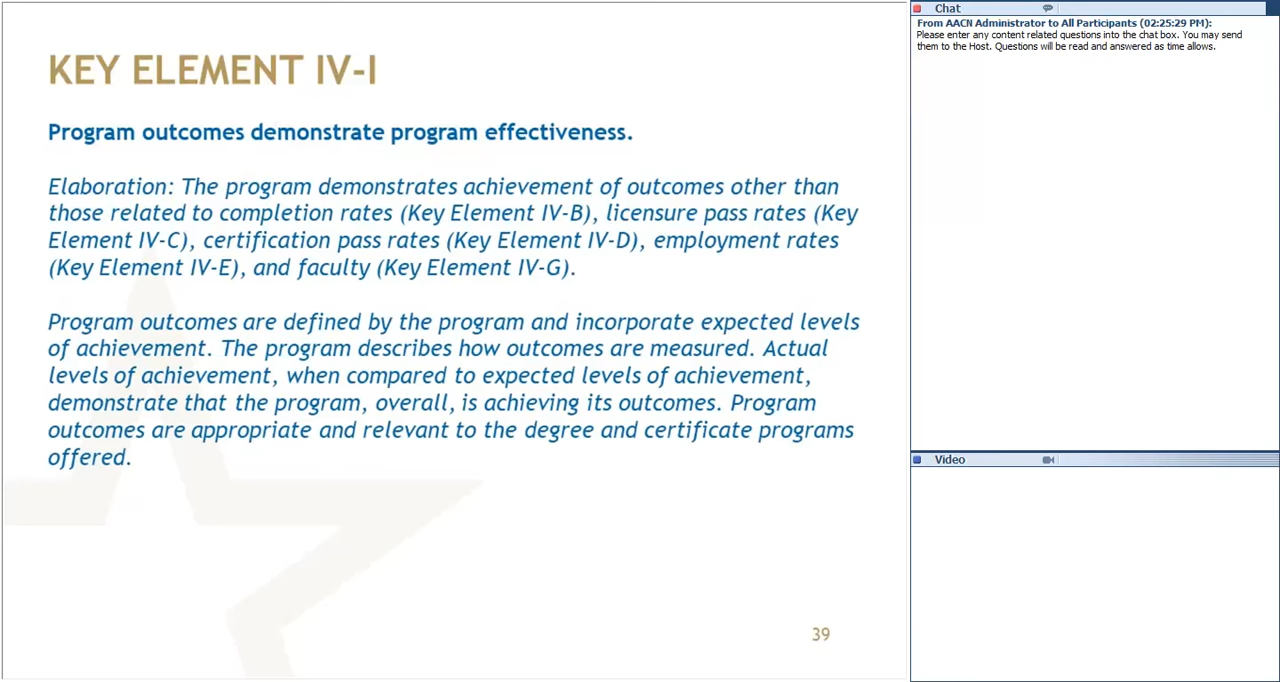 KEY ELEMENT IV-I
Program outcomes demonstrate program effectiveness.
Elaboration: The program demonstrates achievement of outcomes other than
those related to completion rates (Key Element IV-B), licensure pass rates (Key
Element IV-C), certification pass rates (Key Element IV-D), employment rates
(Key Element IV-E), and faculty (Key Element IV-G).
Program outcomes are defined by the program and incorporate expected levels
of achievement. The program describes how outcomes are measured. Actual
levels of achievement, when compared to expected levels of achievement,
demonstrate that the program, overall, is achieving its outcomes. Program
outcomes are appropriate and relevant to the degree and certificate programs
offered.
39
Chat
From AACN Administrator to All Participants (02:25:29 PM):
Please enter any content related questions into the chat box. You may send
them to the Host. Questions will be read and answered as time allows.
Video